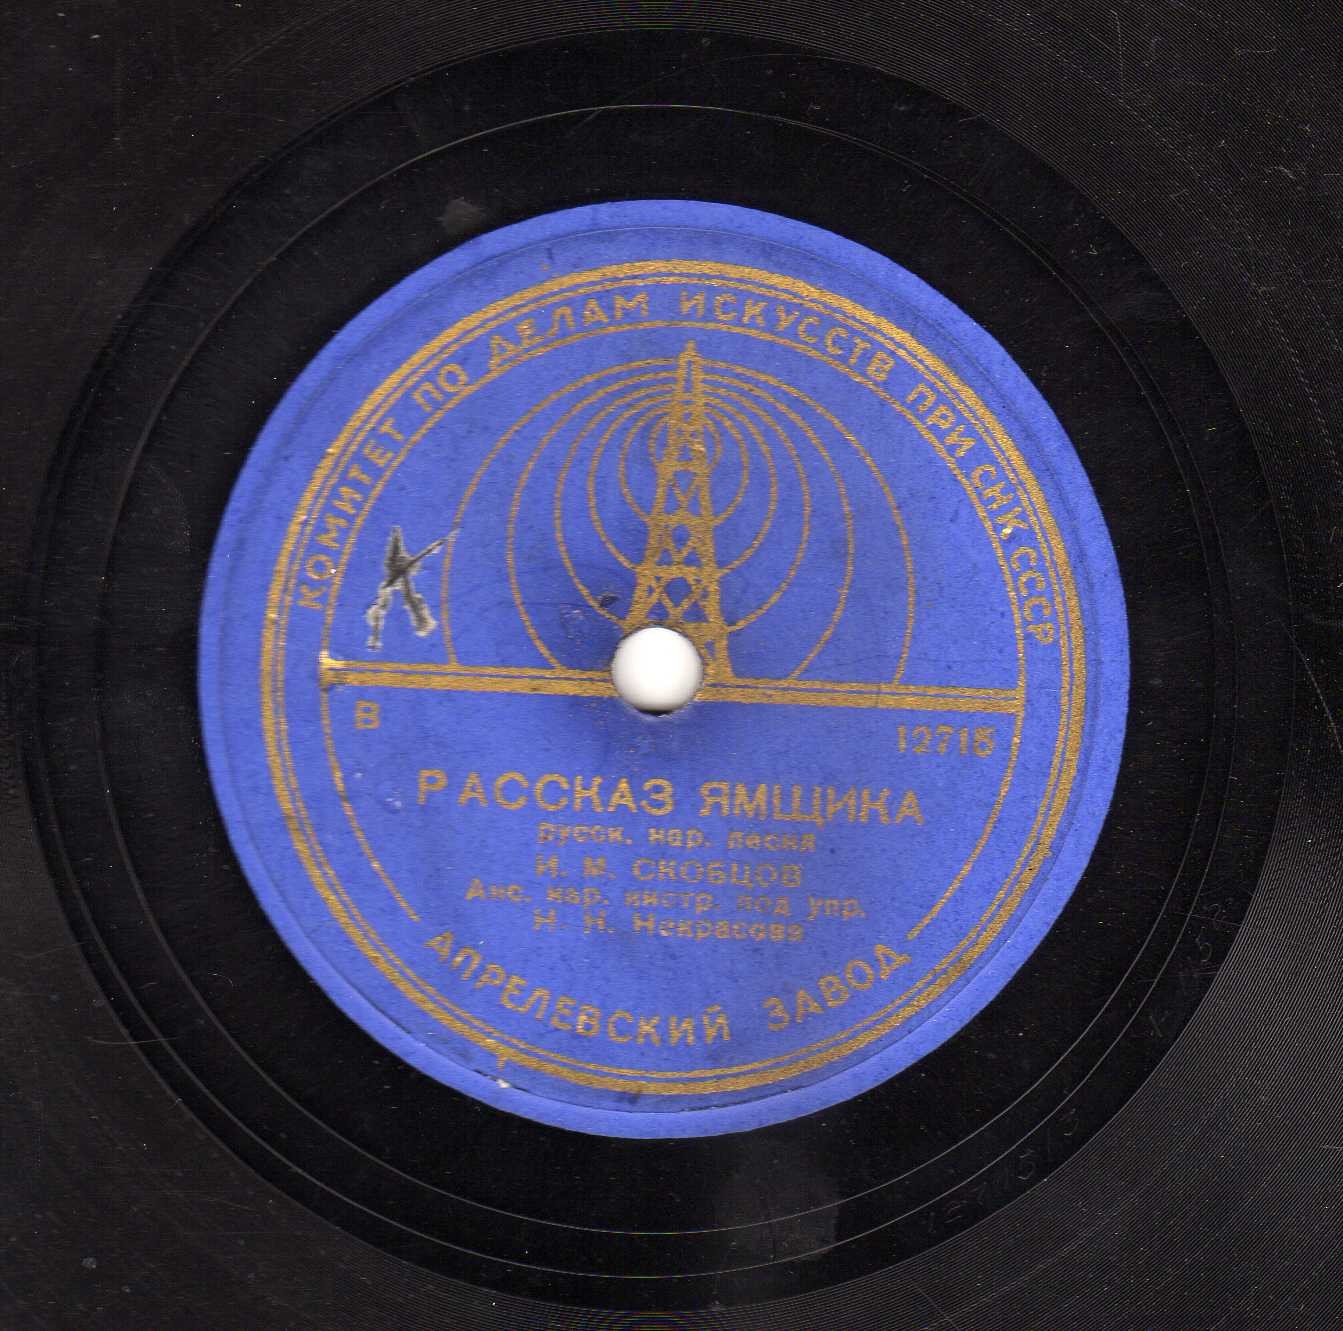 КОМИТЕТ ПО ДЕЛАМ ИСКУССТВ ПРИ СНК СССР
К
В 12715
РАССКАЗ ЯМЩИКА
русск. нар. песня
И. М. СКОБЦОВ
Анс. нар. инстр. под упр.
Н. Н. Некрасова
АПРЕЛЕВСКИЙ ЗАВОД